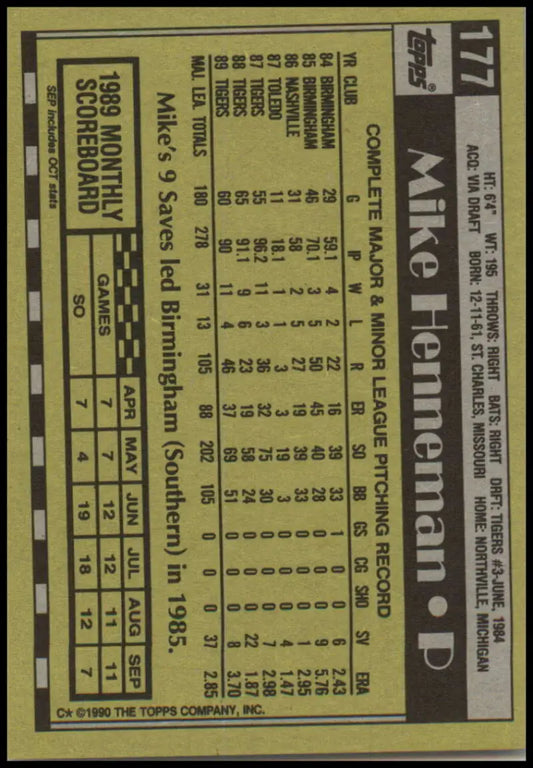 177
HT: 6'4" WT: 195 THROWS: RIGHT BATS: RIGHT DRFT: TIGERS #3-JUNE, 1984
ACQ: VIA DRAFT BORN: 12-11-61, ST. CHARLES, MISSOURI HOME: NORTHVILLE, MICHIGAN
topps®
Mike Henneman • P
COMPLETE MAJOR & MINOR LEAGUE PITCHING RECORD
YR CLUB G IP W L R ER SO BB GS CG SHO SV ERA
84 BIRMINGHAM 29 59.1 4 2 22 16 39 33 1 0 0 6 2.43
85 BIRMINGHAM 46 70.1 3 5 50 45 40 28 0 0 0 9 5.76
86 NASHVILLE 31 58 2 5 27 19 39 33 0 0 0 1 2.95
87 TOLEDO 11 18.1 1 1 3 3 19 3 0 0 0 4 1.47
87 TIGERS 55 96.2 11 3 36 32 75 30 0 0 0 7 2.98
88 TIGERS 65 91.1 9 6 23 19 58 24 0 0 0 22 1.87
89 TIGERS 60 90 11 4 46 37 69 51 0 0 0 8 3.70
MAJ. LEA. TOTALS 180 278 31 13 105 88 202 105 0 0 0 37 2.85
Mike's 9 Saves led Birmingham (Southern) in 1985.
1989 MONTHLY
SCOREBOARD
APR MAY JUN JUL AUG SEP
GAMES 7 7 12 12 11 11
SO 7 4 19 18 12 7
SEP includes OCT stats
C* ©1990 THE TOPPS COMPANY, INC.